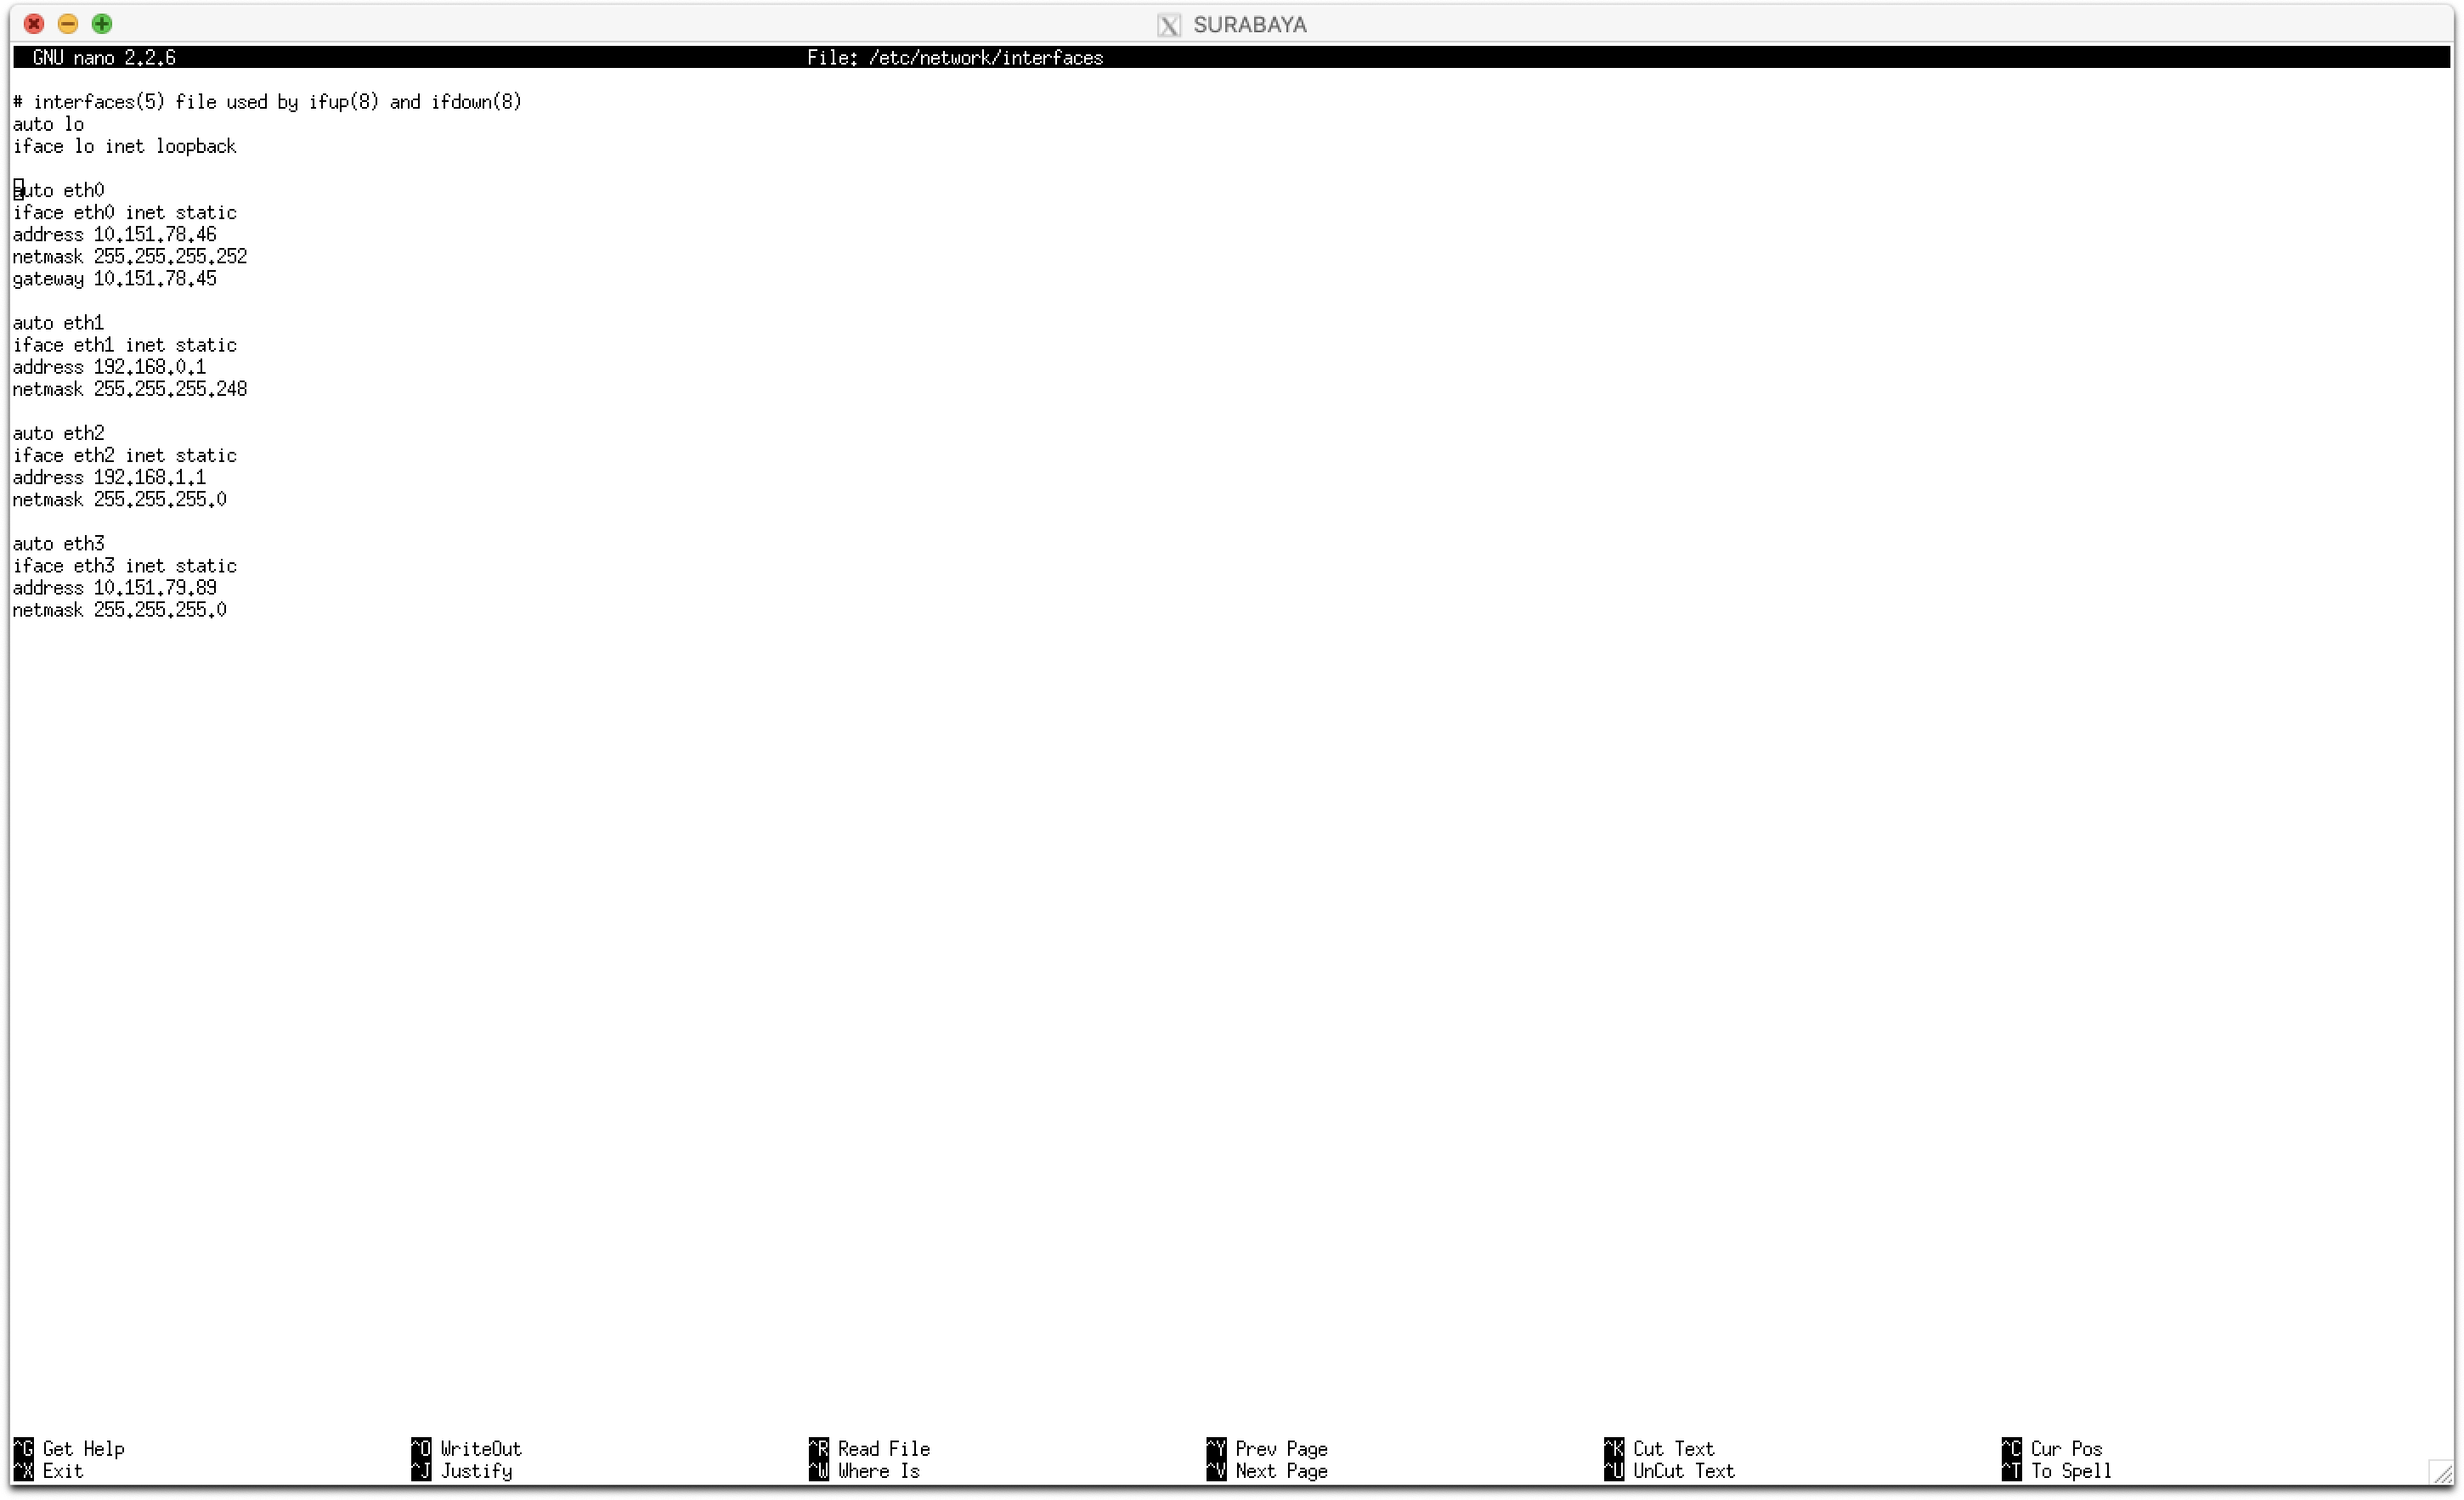 SURABAYA
GNU nano 2.2.6 File: /etc/network/interfaces
# interfaces(5) file used by ifup(8) and ifdown(8)
auto lo
iface lo inet loopback
auto eth0
iface eth0 inet static
address 10.151.78.46
netmask 255.255.255.252
gateway 10.151.78.45
auto eth1
iface eth1 inet static
address 192.168.0.1
netmask 255.255.255.248
auto eth2
iface eth2 inet static
address 192.168.1.1
netmask 255.255.255.0
auto eth3
iface eth3 inet static
address 10.151.79.89
netmask 255.255.255.0
^G Get Help ^O WriteOut ^R Read File ^Y Prev Page ^K Cut Text ^C Cur Pos
^X Exit ^J Justify ^W Where Is ^V Next Page ^U UnCut Text ^T To Spell